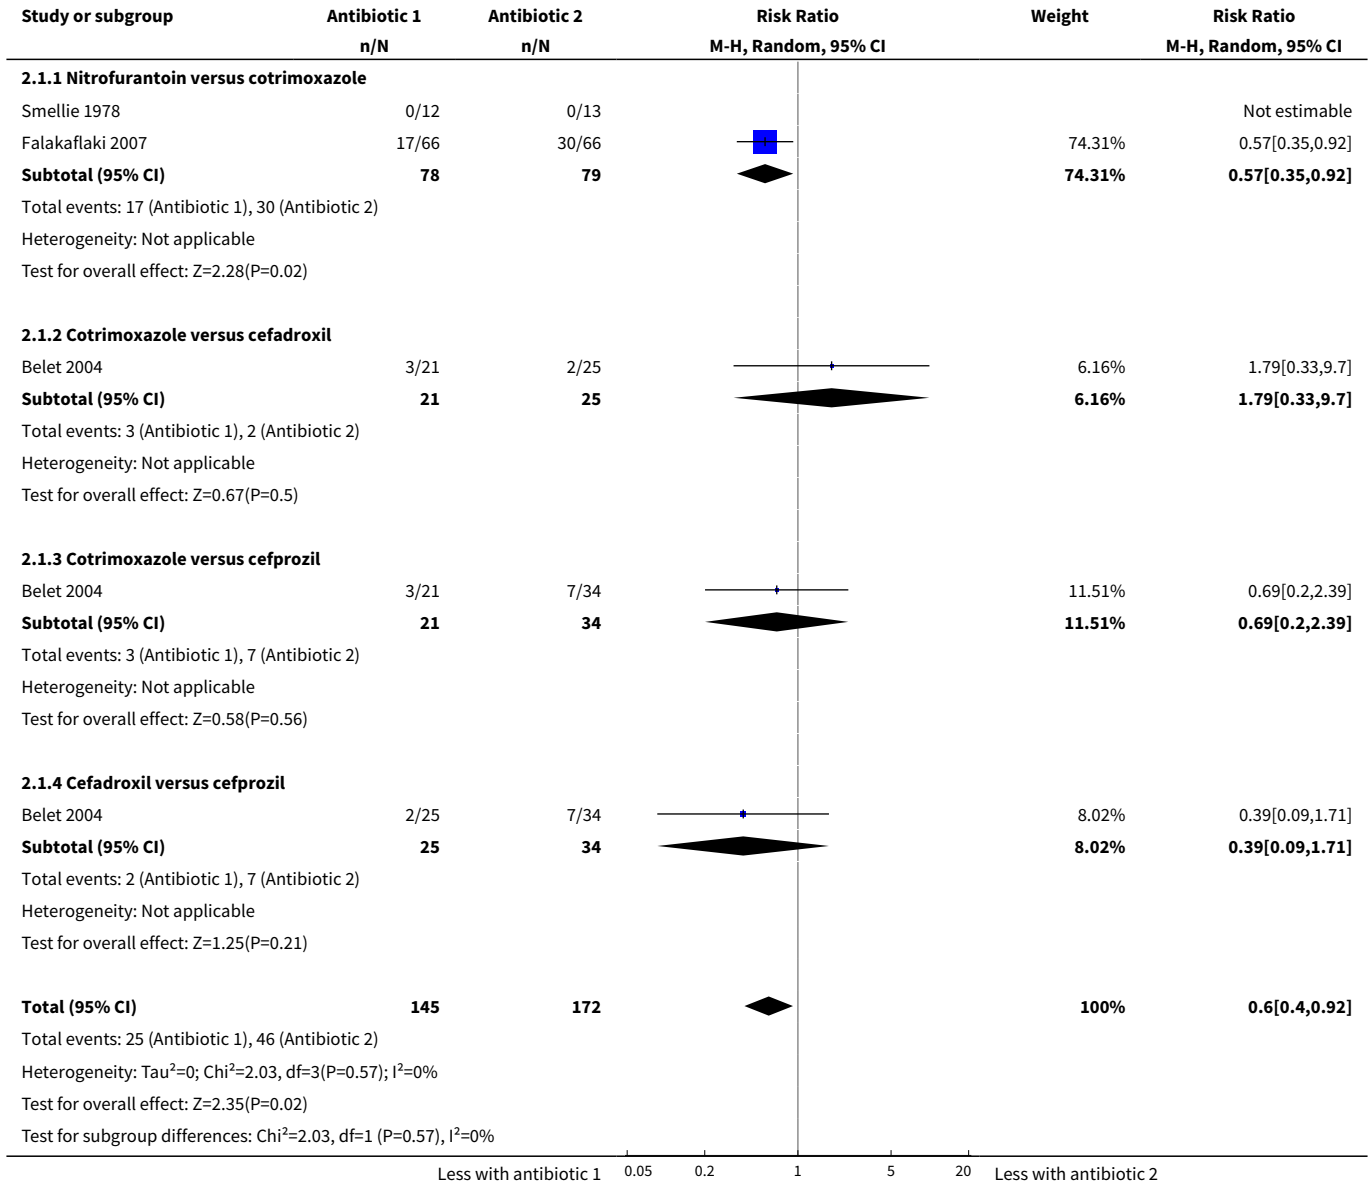 Study or subgroup Antibiotic 1 Antibiotic 2 Risk Ratio Weight Risk Ratio
n/N n/N M-H, Random, 95% CI M-H, Random, 95% CI
2.1.1 Nitrofurantoin versus cotrimoxazole
Smellie 1978 0/12 0/13 Not estimable
Falakaflaki 2007 17/66 30/66 74.31% 0.57[0.35,0.92]
Subtotal (95% CI) 78 79 74.31% 0.57[0.35,0.92]
Total events: 17 (Antibiotic 1), 30 (Antibiotic 2)
Heterogeneity: Not applicable
Test for overall effect: Z=2.28(P=0.02)
2.1.2 Cotrimoxazole versus cefadroxil
Belet 2004 3/21 2/25 6.16% 1.79[0.33,9.7]
Subtotal (95% CI) 21 25 6.16% 1.79[0.33,9.7]
Total events: 3 (Antibiotic 1), 2 (Antibiotic 2)
Heterogeneity: Not applicable
Test for overall effect: Z=0.67(P=0.5)
2.1.3 Cotrimoxazole versus cefprozil
Belet 2004 3/21 7/34 11.51% 0.69[0.2,2.39]
Subtotal (95% CI) 21 34 11.51% 0.69[0.2,2.39]
Total events: 3 (Antibiotic 1), 7 (Antibiotic 2)
Heterogeneity: Not applicable
Test for overall effect: Z=0.58(P=0.56)
2.1.4 Cefadroxil versus cefprozil
Belet 2004 2/25 7/34 8.02% 0.39[0.09,1.71]
Subtotal (95% CI) 25 34 8.02% 0.39[0.09,1.71]
Total events: 2 (Antibiotic 1), 7 (Antibiotic 2)
Heterogeneity: Not applicable
Test for overall effect: Z=1.25(P=0.21)
Total (95% CI) 145 172 100% 0.6[0.4,0.92]
Total events: 25 (Antibiotic 1), 46 (Antibiotic 2)
Heterogeneity: Tau²=0; Chi²=2.03, df=3(P=0.57); I²=0%
Test for overall effect: Z=2.35(P=0.02)
Test for subgroup differences: Chi²=2.03, df=1 (P=0.57), I²=0%
Less with antibiotic 1 0.05 0.2 1 5 20 Less with antibiotic 2